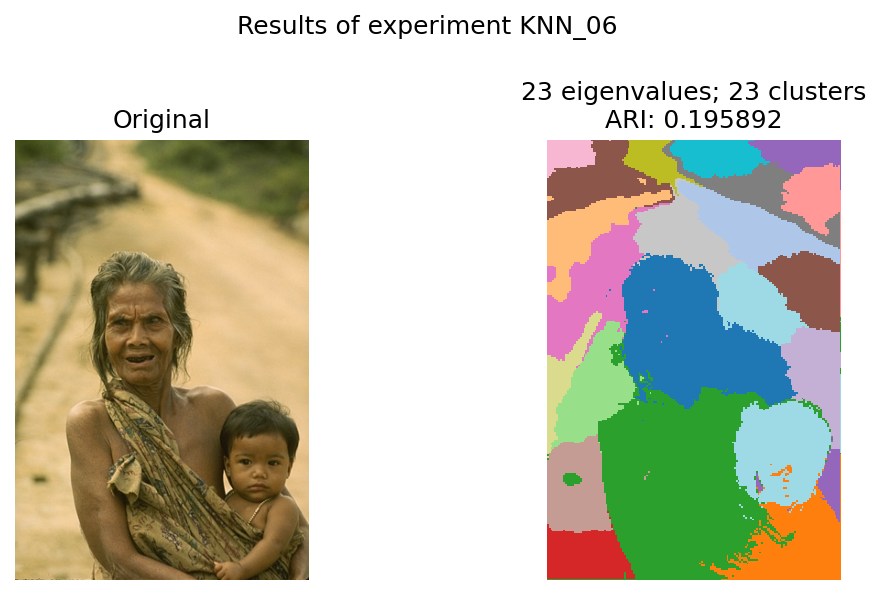 Results of experiment KNN_06
Original
23 eigenvalues; 23 clusters
ARI: 0.195892